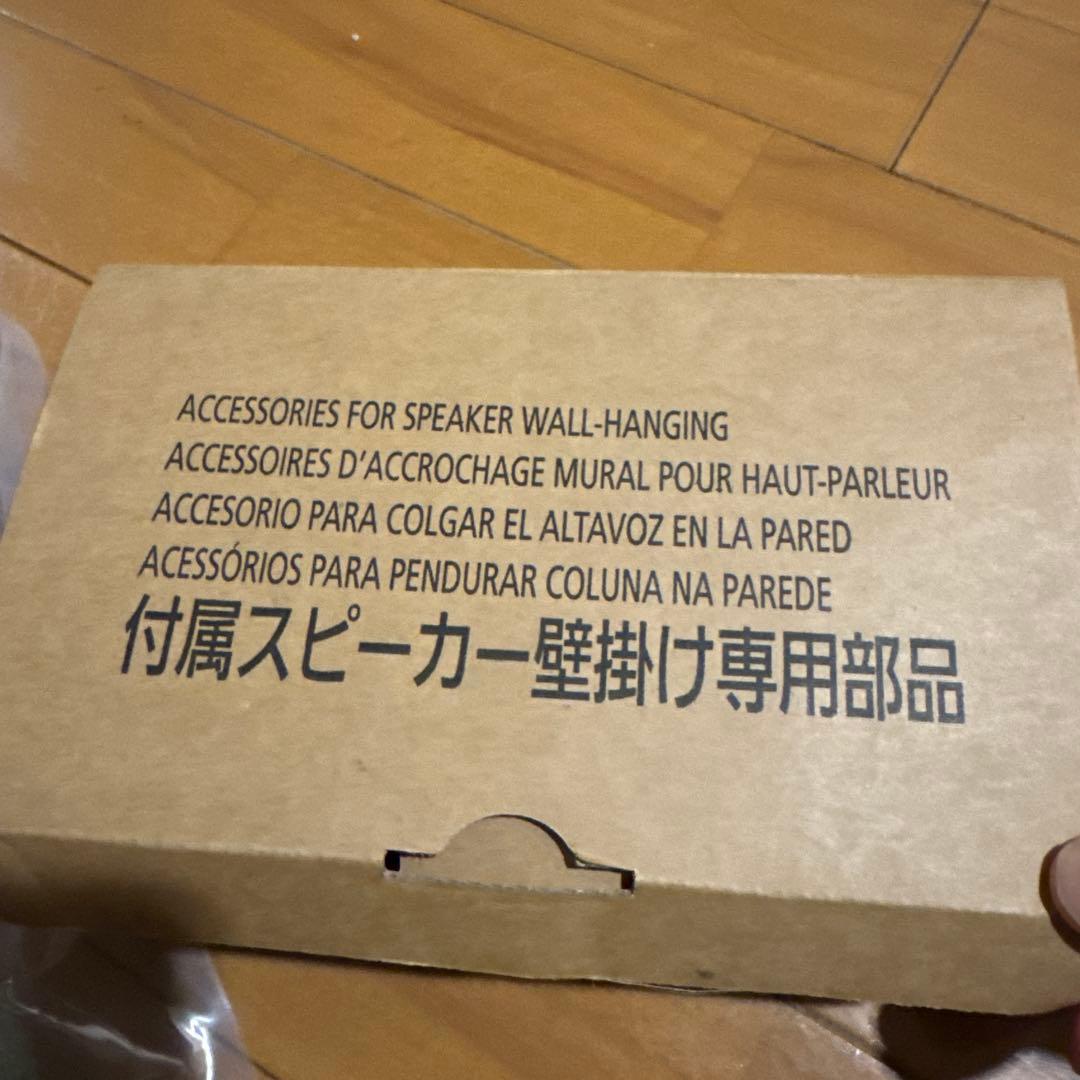 ACCESSORIES FOR SPEAKER WALL-HANGING
ACCESSOIRES D'ACCROCHAGE MURAL POUR HAUT-PARLEUR
ACCESORIO PARA COLGAR EL ALTAVOZ EN LA PARED
ACESSÓRIOS PARA PENDURAR COLUNA NA PAREDE
付属スピーカー壁掛け専用部品